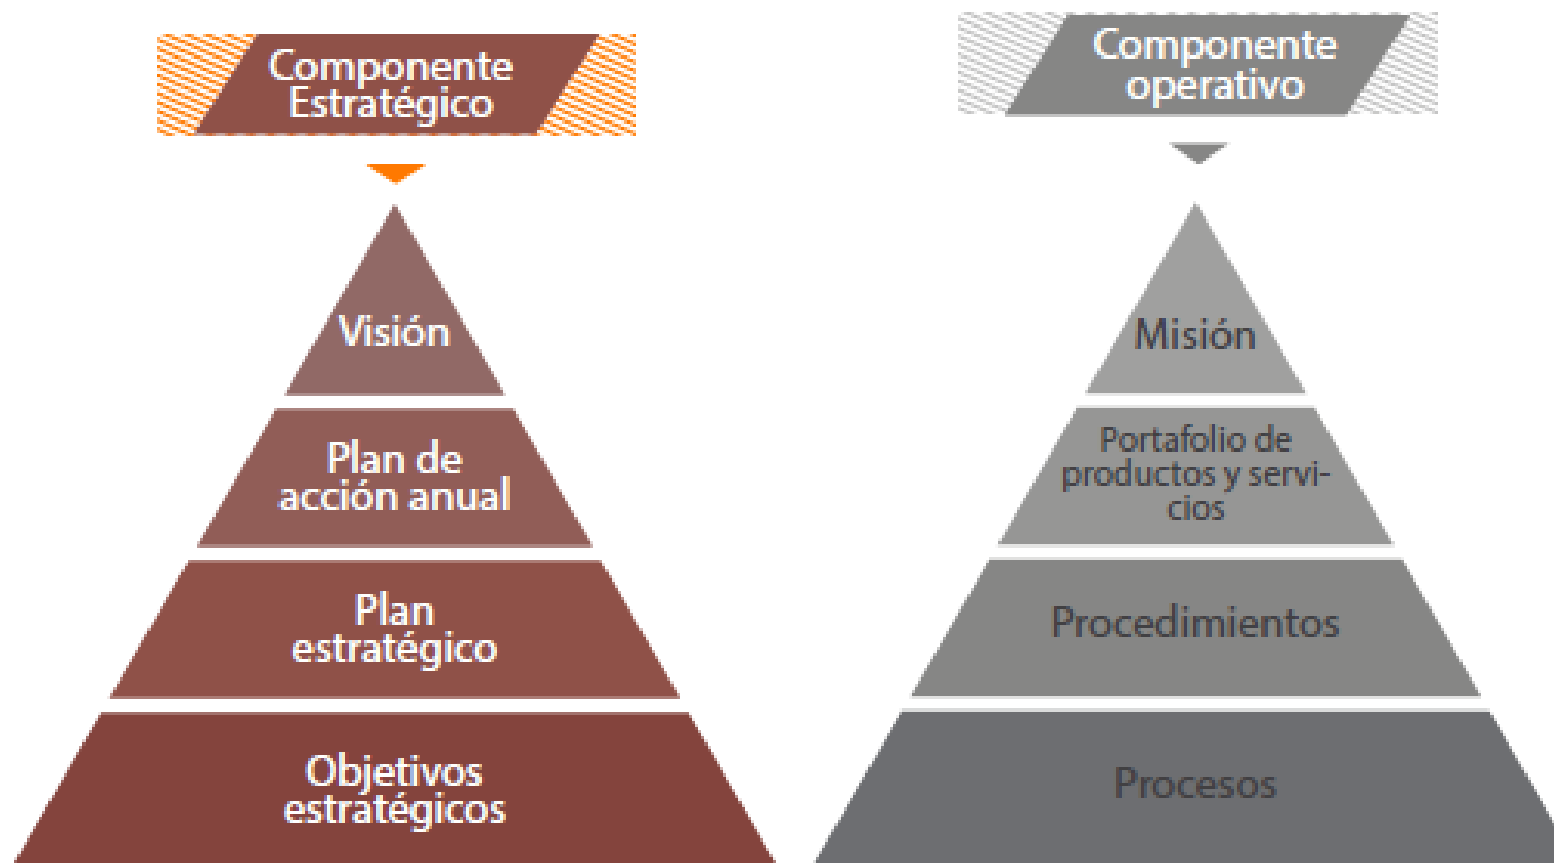 Componente
Estratégico
Visión
Plan de
acción anual
Plan
estratégico
Objetivos
estratégicos
Componente
operativo
Misión
Portafolio de
productos y servi-
cios
Procedimientos
Procesos